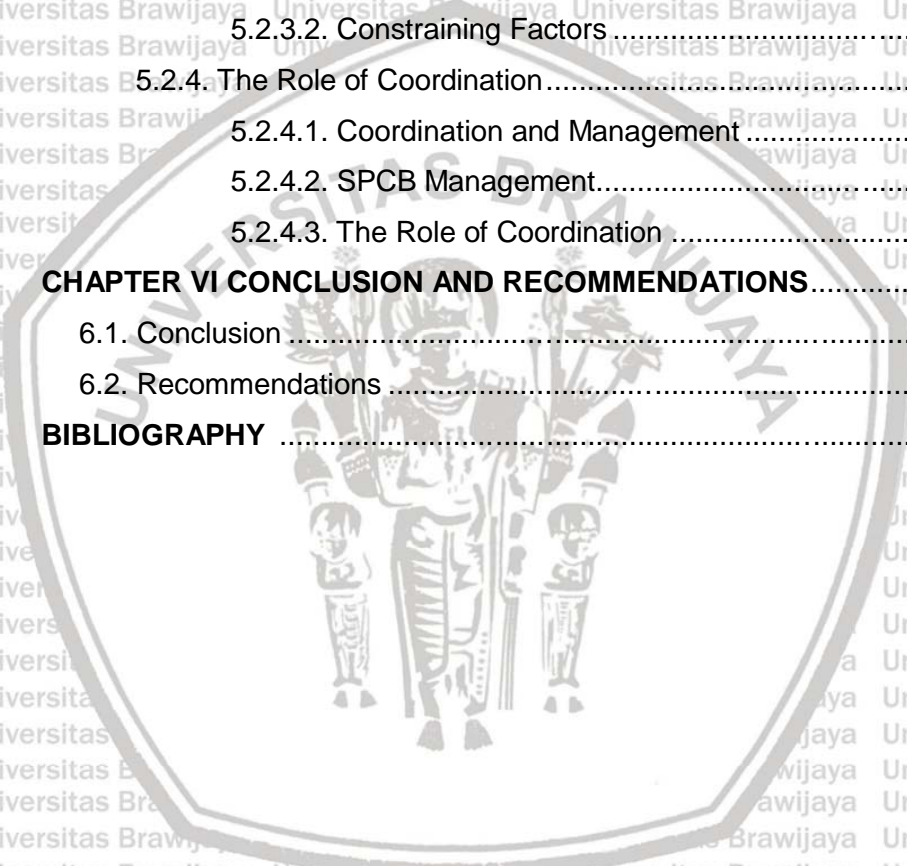 5.2.3.2. Constraining Factors ..........................................
5.2.4. The Role of Coordination ..........................................
5.2.4.1. Coordination and Management ..........................................
5.2.4.2. SPCB Management ..........................................
5.2.4.3. The Role of Coordination ..........................................
CHAPTER VI CONCLUSION AND RECOMMENDATIONS ..........................................
6.1. Conclusion ..........................................
6.2. Recommendations ..........................................
BIBLIOGRAPHY ..........................................
UNIVERSITAS BRAWIJAYA